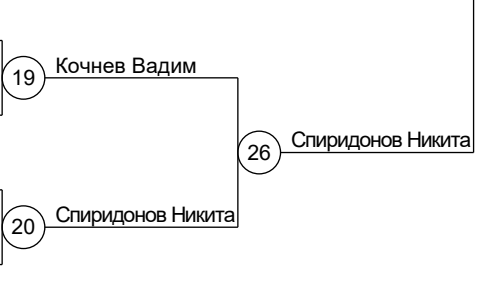 Кочнев Вадим
19
Спиридонов Никита
26
Спиридонов Никита
20